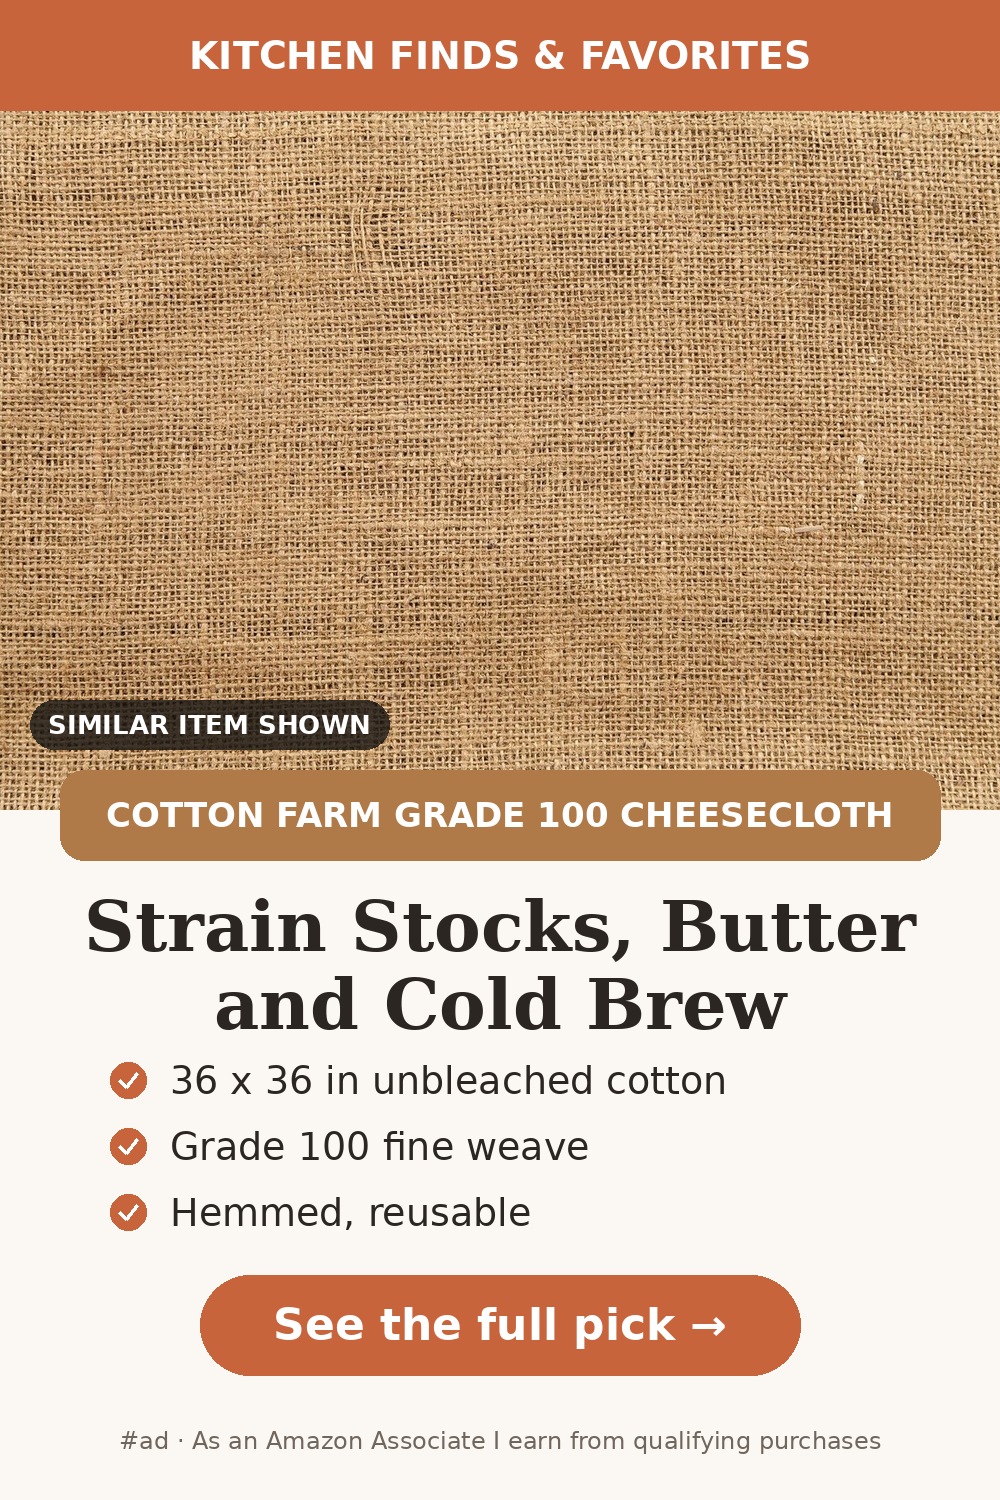 KITCHEN FINDS & FAVORITES
SIMILAR ITEM SHOWN
COTTON FARM GRADE 100 CHEESECLOTH
Strain Stocks, Butter
and Cold Brew
36 x 36 in unbleached cotton
Grade 100 fine weave
Hemmed, reusable
See the full pick →
#ad · As an Amazon Associate I earn from qualifying purchases